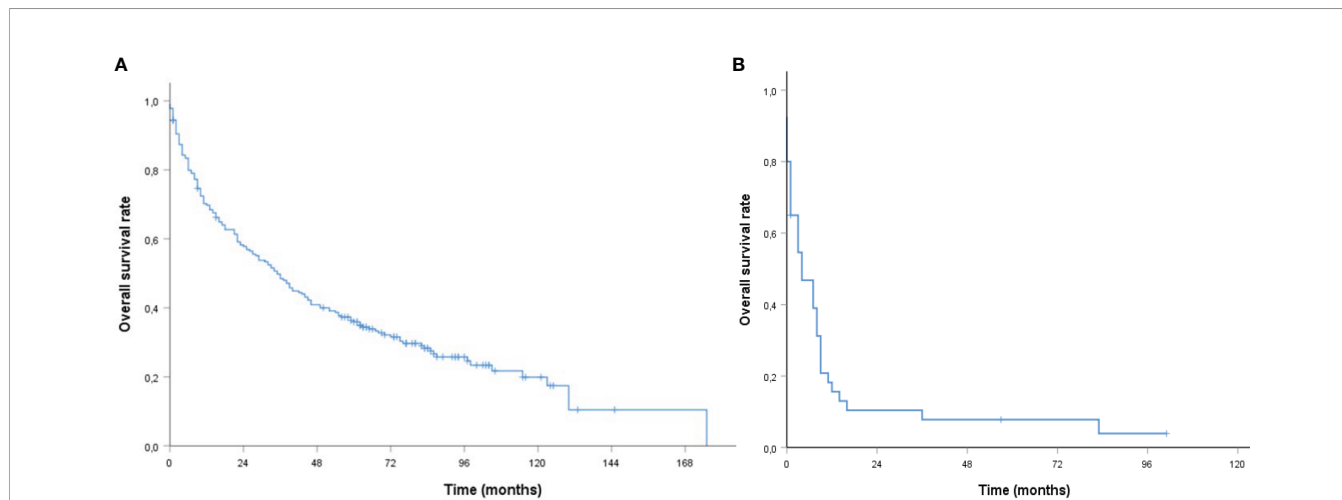 A
Overall survival rate
1,0
0,8
0,6
0,4
0,2
0,0
0 24 48 72 96 120 144 168
Time (months)
B
Overall survival rate
1,0
0,8
0,6
0,4
0,2
0,0
0 24 48 72 96 120
Time (months)